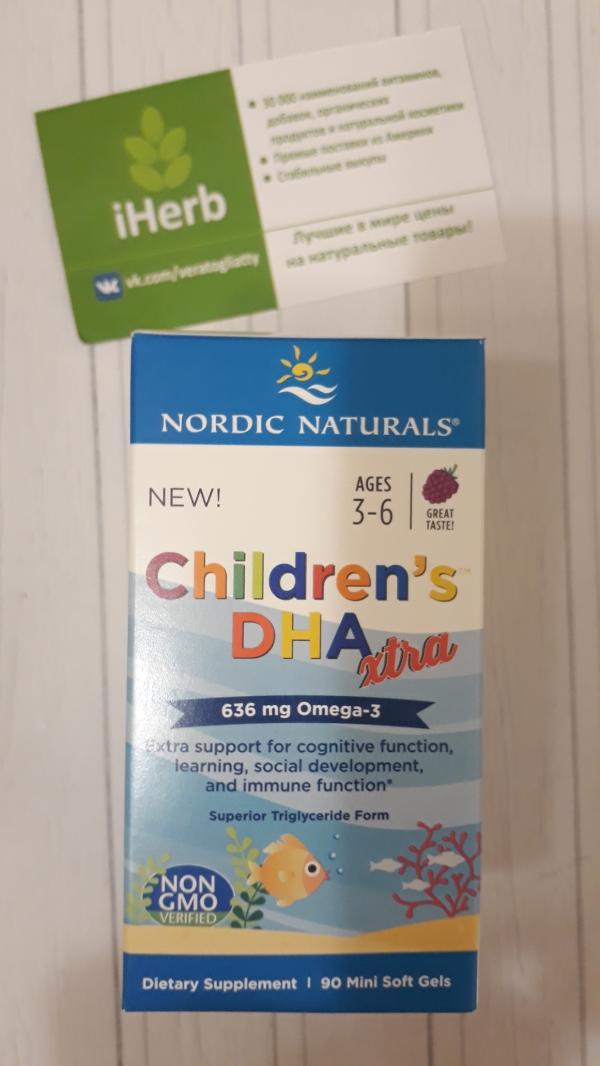 iHerb
vk.com/veratogliatty
• 30 000 наименований витаминов,
добавок, органических
продуктов и натуральной косметики
• Прямые поставки из Америки
• Стабильные выкупы
Лучшие в мире цены
на натуральные товары!
NORDIC NATURALS®
NEW!
AGES
3-6
GREAT
TASTE!
Children's™
DHA xtra
636 mg Omega-3
Extra support for cognitive function,
learning, social development,
and immune function*
Superior Triglyceride Form
NON
GMO
VERIFIED
Dietary Supplement | 90 Mini Soft Gels